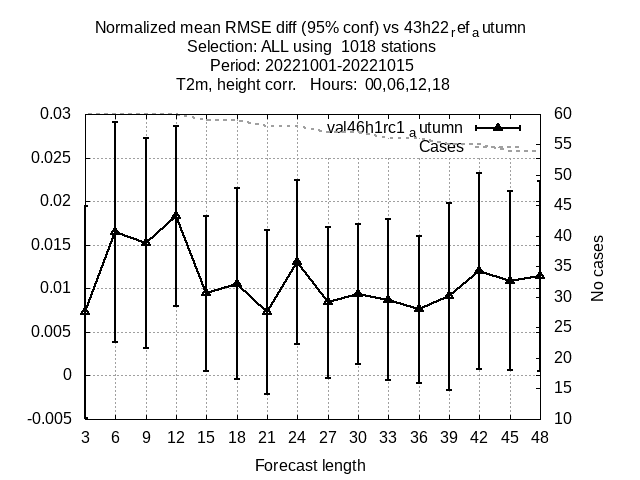 Normalized mean RMSE diff (95% conf) vs 43h22refautumn
Selection: ALL using  1018 stations
Period: 20221001-20221015
T2m, height corr.   Hours: 00,06,12,18
0.03
0.025
0.02
0.015
0.01
0.005
0
-0.005
60
55
50
45
40
35
30
25
20
15
10
val46h1rc1autumn
Cases
No cases
3 6 9 12 15 18 21 24 27 30 33 36 39 42 45 48
Forecast length